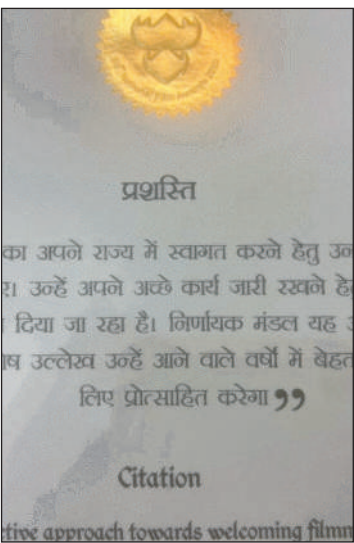 प्रशस्ति
का अपने राज्य में स्वागत करने हेतु
उन्हें अपने अच्छे कार्य जारी रखने
दिया जा रहा है। निर्णायक मंडल यह
उल्लेख उन्हें आने वाले वर्षों में
लिए प्रोत्साहित करेगा ”
Citation
approach towards welcoming